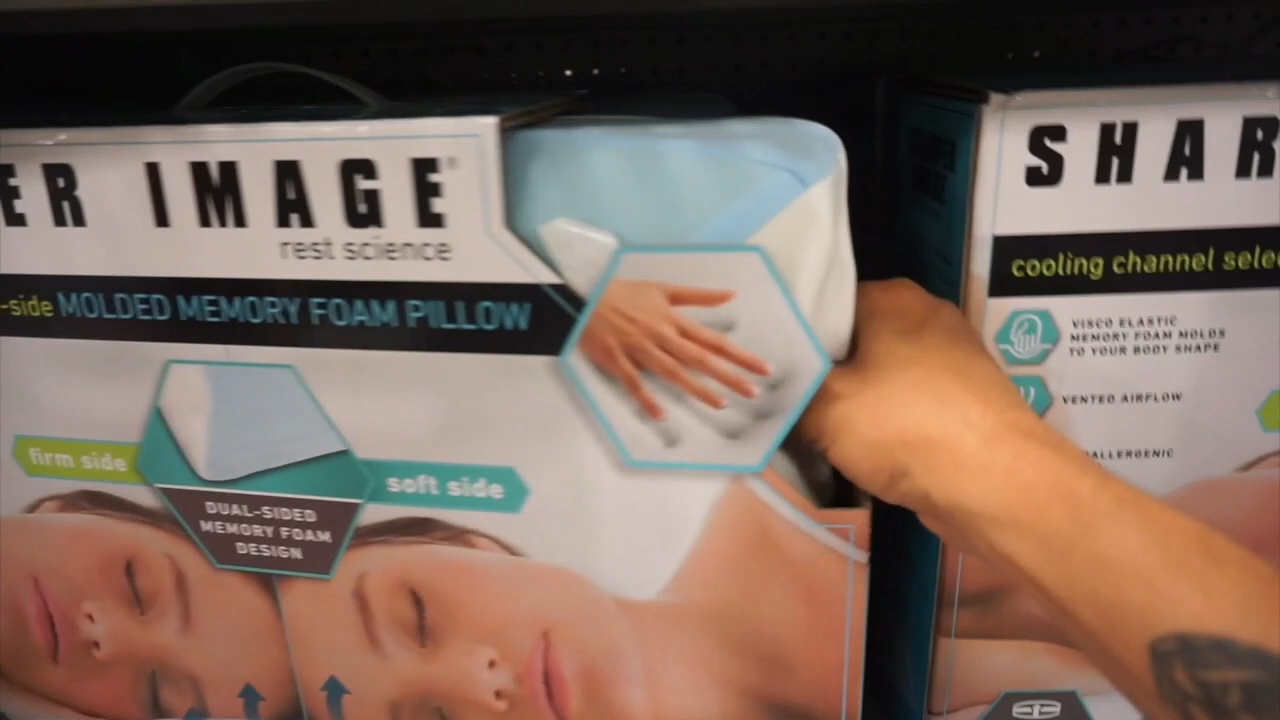 ER IMAGE®
rest science
-side MOLDED MEMORY FOAM PILLOW
firm side
soft side
DUAL-SIDED
MEMORY FOAM
DESIGN
SHAR
cooling channel sele
VISCO ELASTIC
MEMORY FOAM MOLDS
TO YOUR BODY SHAPE
VENTED AIRFLOW
ALLERGENIC